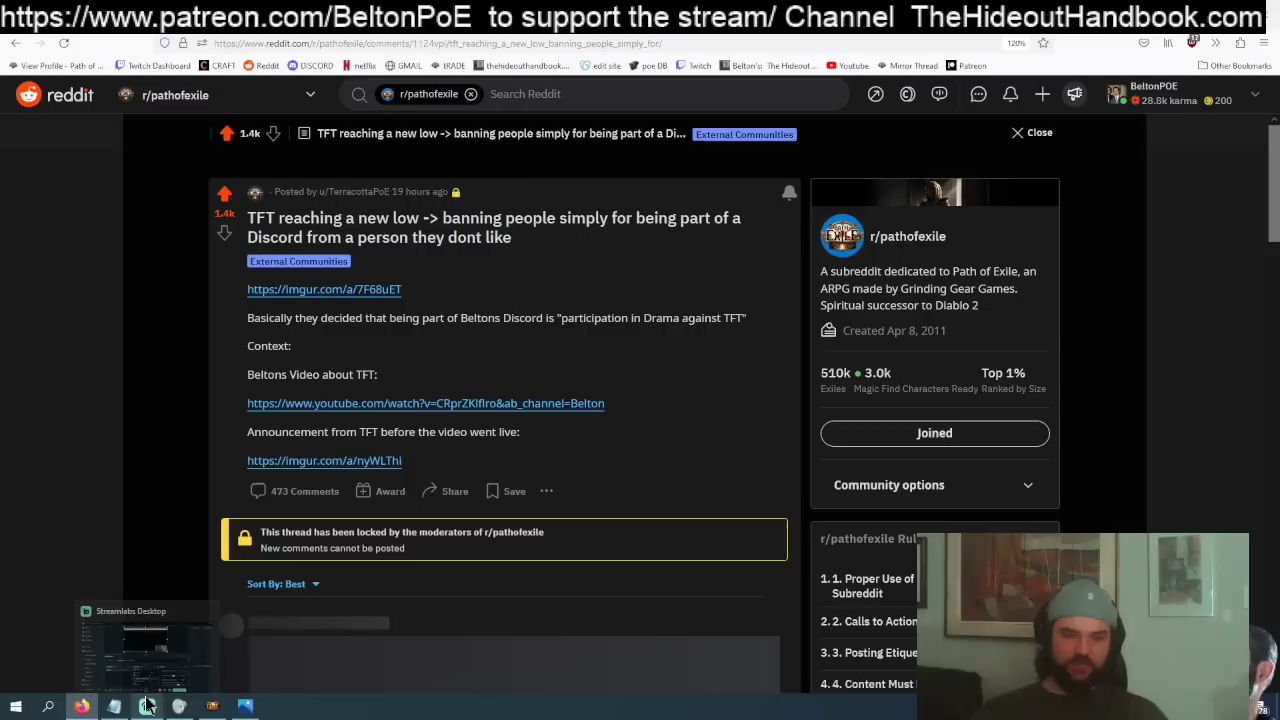 https://www.patreon.com/BeltonPoE to support the stream/ Channel TheHideoutHandbook.com
https://www.reddit.com/r/pathofexile/comments/1124vpj/tft_reaching_a_new_low_banning_people_simply_for/
120%
View Profile - Path of ... Twitch Dashboard CRAFT Reddit DISCORD netflix GMAIL tRADE thehideouthandbook... edit site poe DB Twitch Belton's: The Hideout ... Youtube Mirror Thread Patreon Other Bookmarks
reddit r/pathofexile r/pathofexile Search Reddit BeltonPOE
28.8k karma 200
1.4k TFT reaching a new low -> banning people simply for being part of a Di... External Communities Close
Posted by u/TerracottaPoE 19 hours ago
1.4k
TFT reaching a new low -> banning people simply for being part of a
Discord from a person they dont like
External Communities
https://imgur.com/a/7F68uET
Basically they decided that being part of Beltons Discord is "participation in Drama against TFT"
Context:
Beltons Video about TFT:
https://www.youtube.com/watch?v=CRprZKlflro&ab_channel=Belton
Announcement from TFT before the video went live:
https://imgur.com/a/nyWLThi
473 Comments Award Share Save
This thread has been locked by the moderators of r/pathofexile
New comments cannot be posted
Sort By: Best
r/pathofexile
A subreddit dedicated to Path of Exile, an
ARPG made by Grinding Gear Games.
Spiritual successor to Diablo 2
Created Apr 8, 2011
510k 3.0k Top 1%
Exiles Magic Find Characters Ready Ranked by Size
Joined
Community options
r/pathofexile Rul
1. 1. Proper Use of
Subreddit
2. 2. Calls to Action
3. 3. Posting Etique
4. 4. Content Must
Streamlabs Desktop